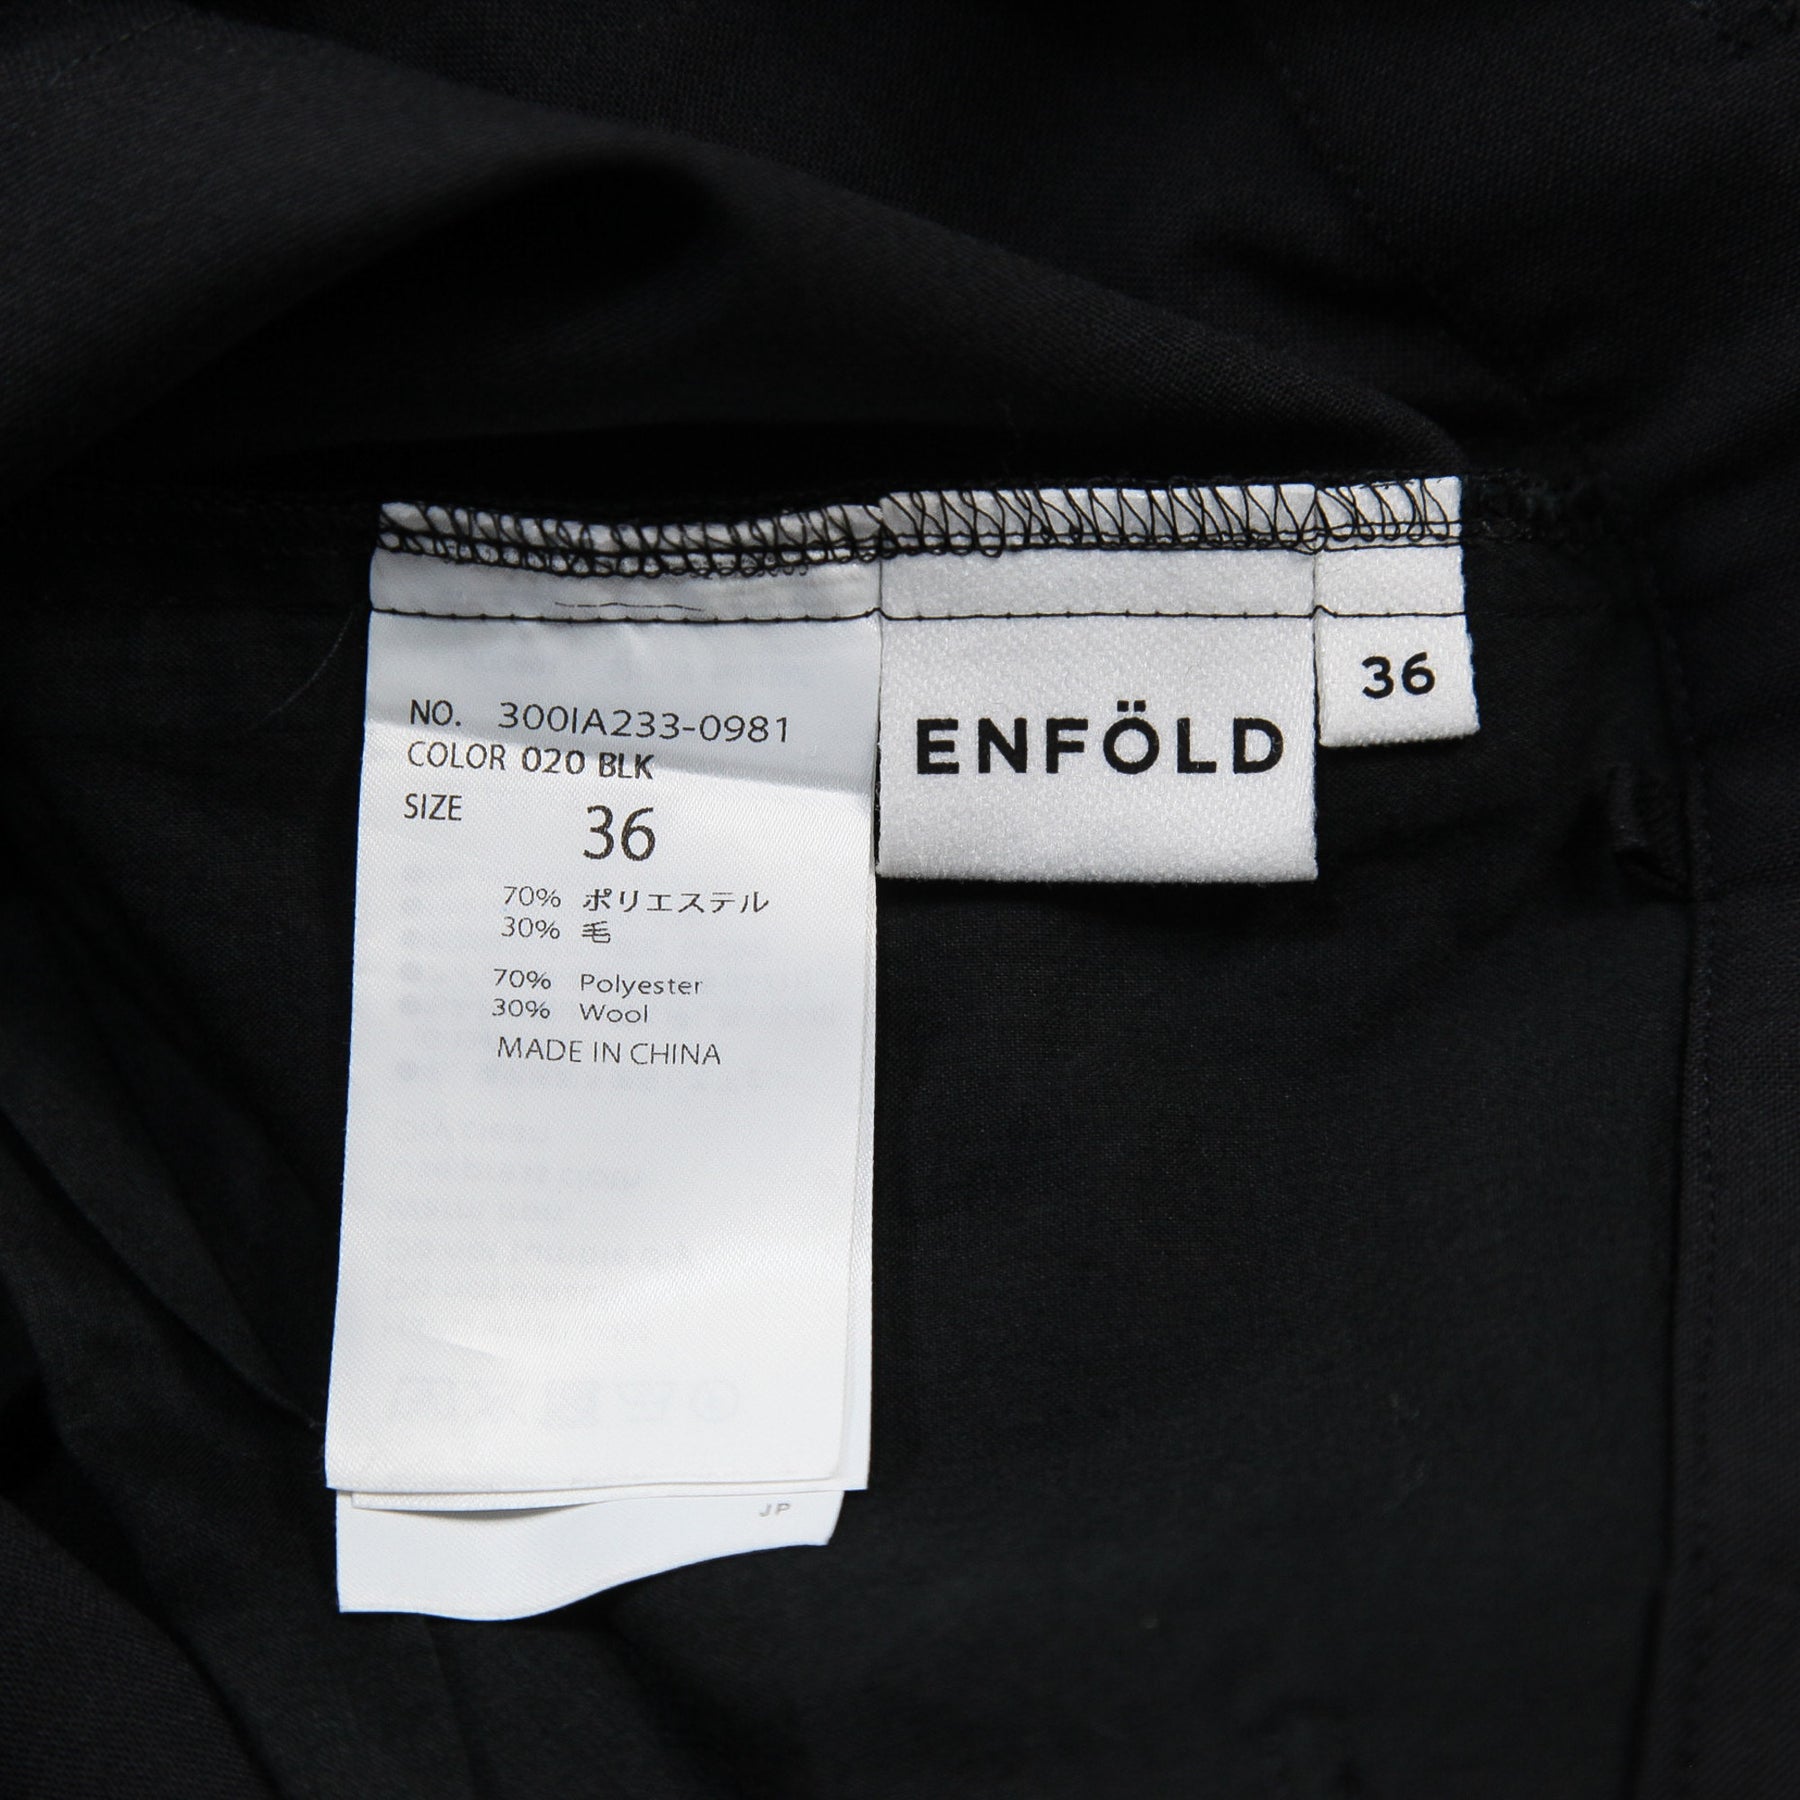 NO. 300IA233-0981
COLOR 020 BLK
SIZE 36
70% ポリエステル
30% 毛
70% Polyester
30% Wool
MADE IN CHINA
JP
ENFÖLD
36